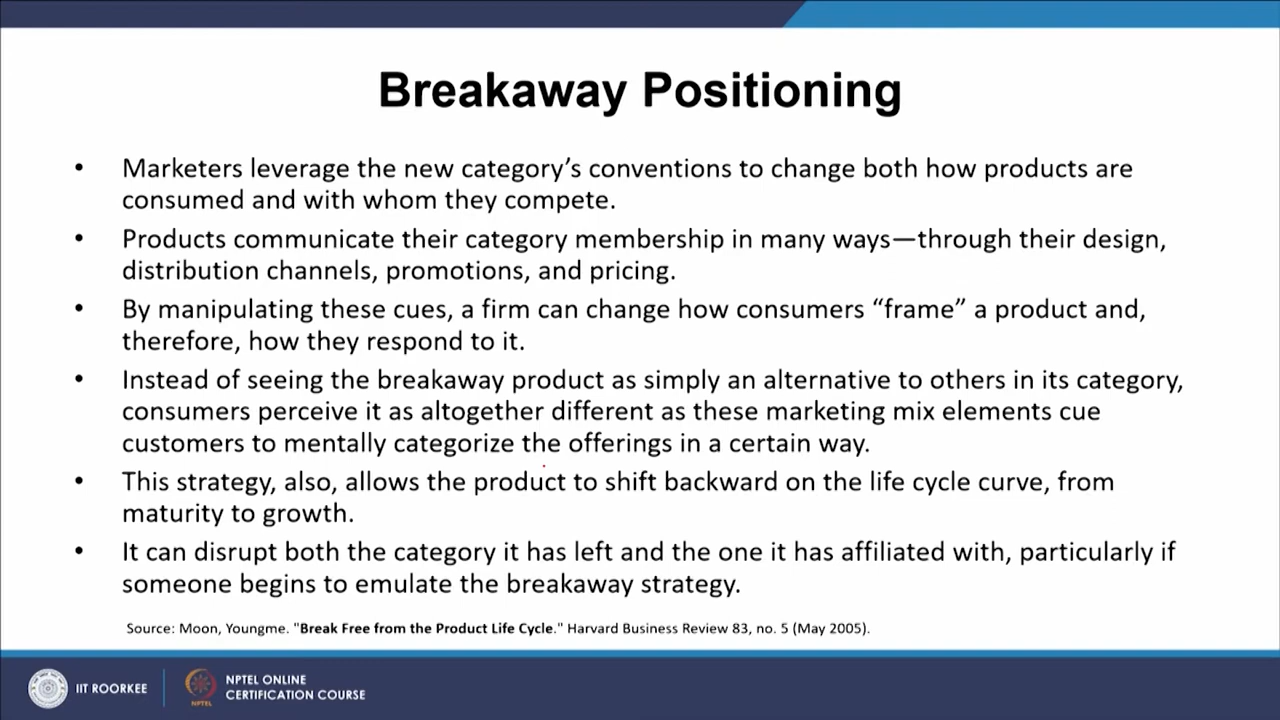 Breakaway Positioning
• Marketers leverage the new category’s conventions to change both how products are
consumed and with whom they compete.
• Products communicate their category membership in many ways—through their design,
distribution channels, promotions, and pricing.
• By manipulating these cues, a firm can change how consumers “frame” a product and,
therefore, how they respond to it.
• Instead of seeing the breakaway product as simply an alternative to others in its category,
consumers perceive it as altogether different as these marketing mix elements cue
customers to mentally categorize the offerings in a certain way.
• This strategy, also, allows the product to shift backward on the life cycle curve, from
maturity to growth.
• It can disrupt both the category it has left and the one it has affiliated with, particularly if
someone begins to emulate the breakaway strategy.
Source: Moon, Youngme. "Break Free from the Product Life Cycle." Harvard Business Review 83, no. 5 (May 2005).
IIT ROORKEE
NPTEL
NPTEL ONLINE
CERTIFICATION COURSE